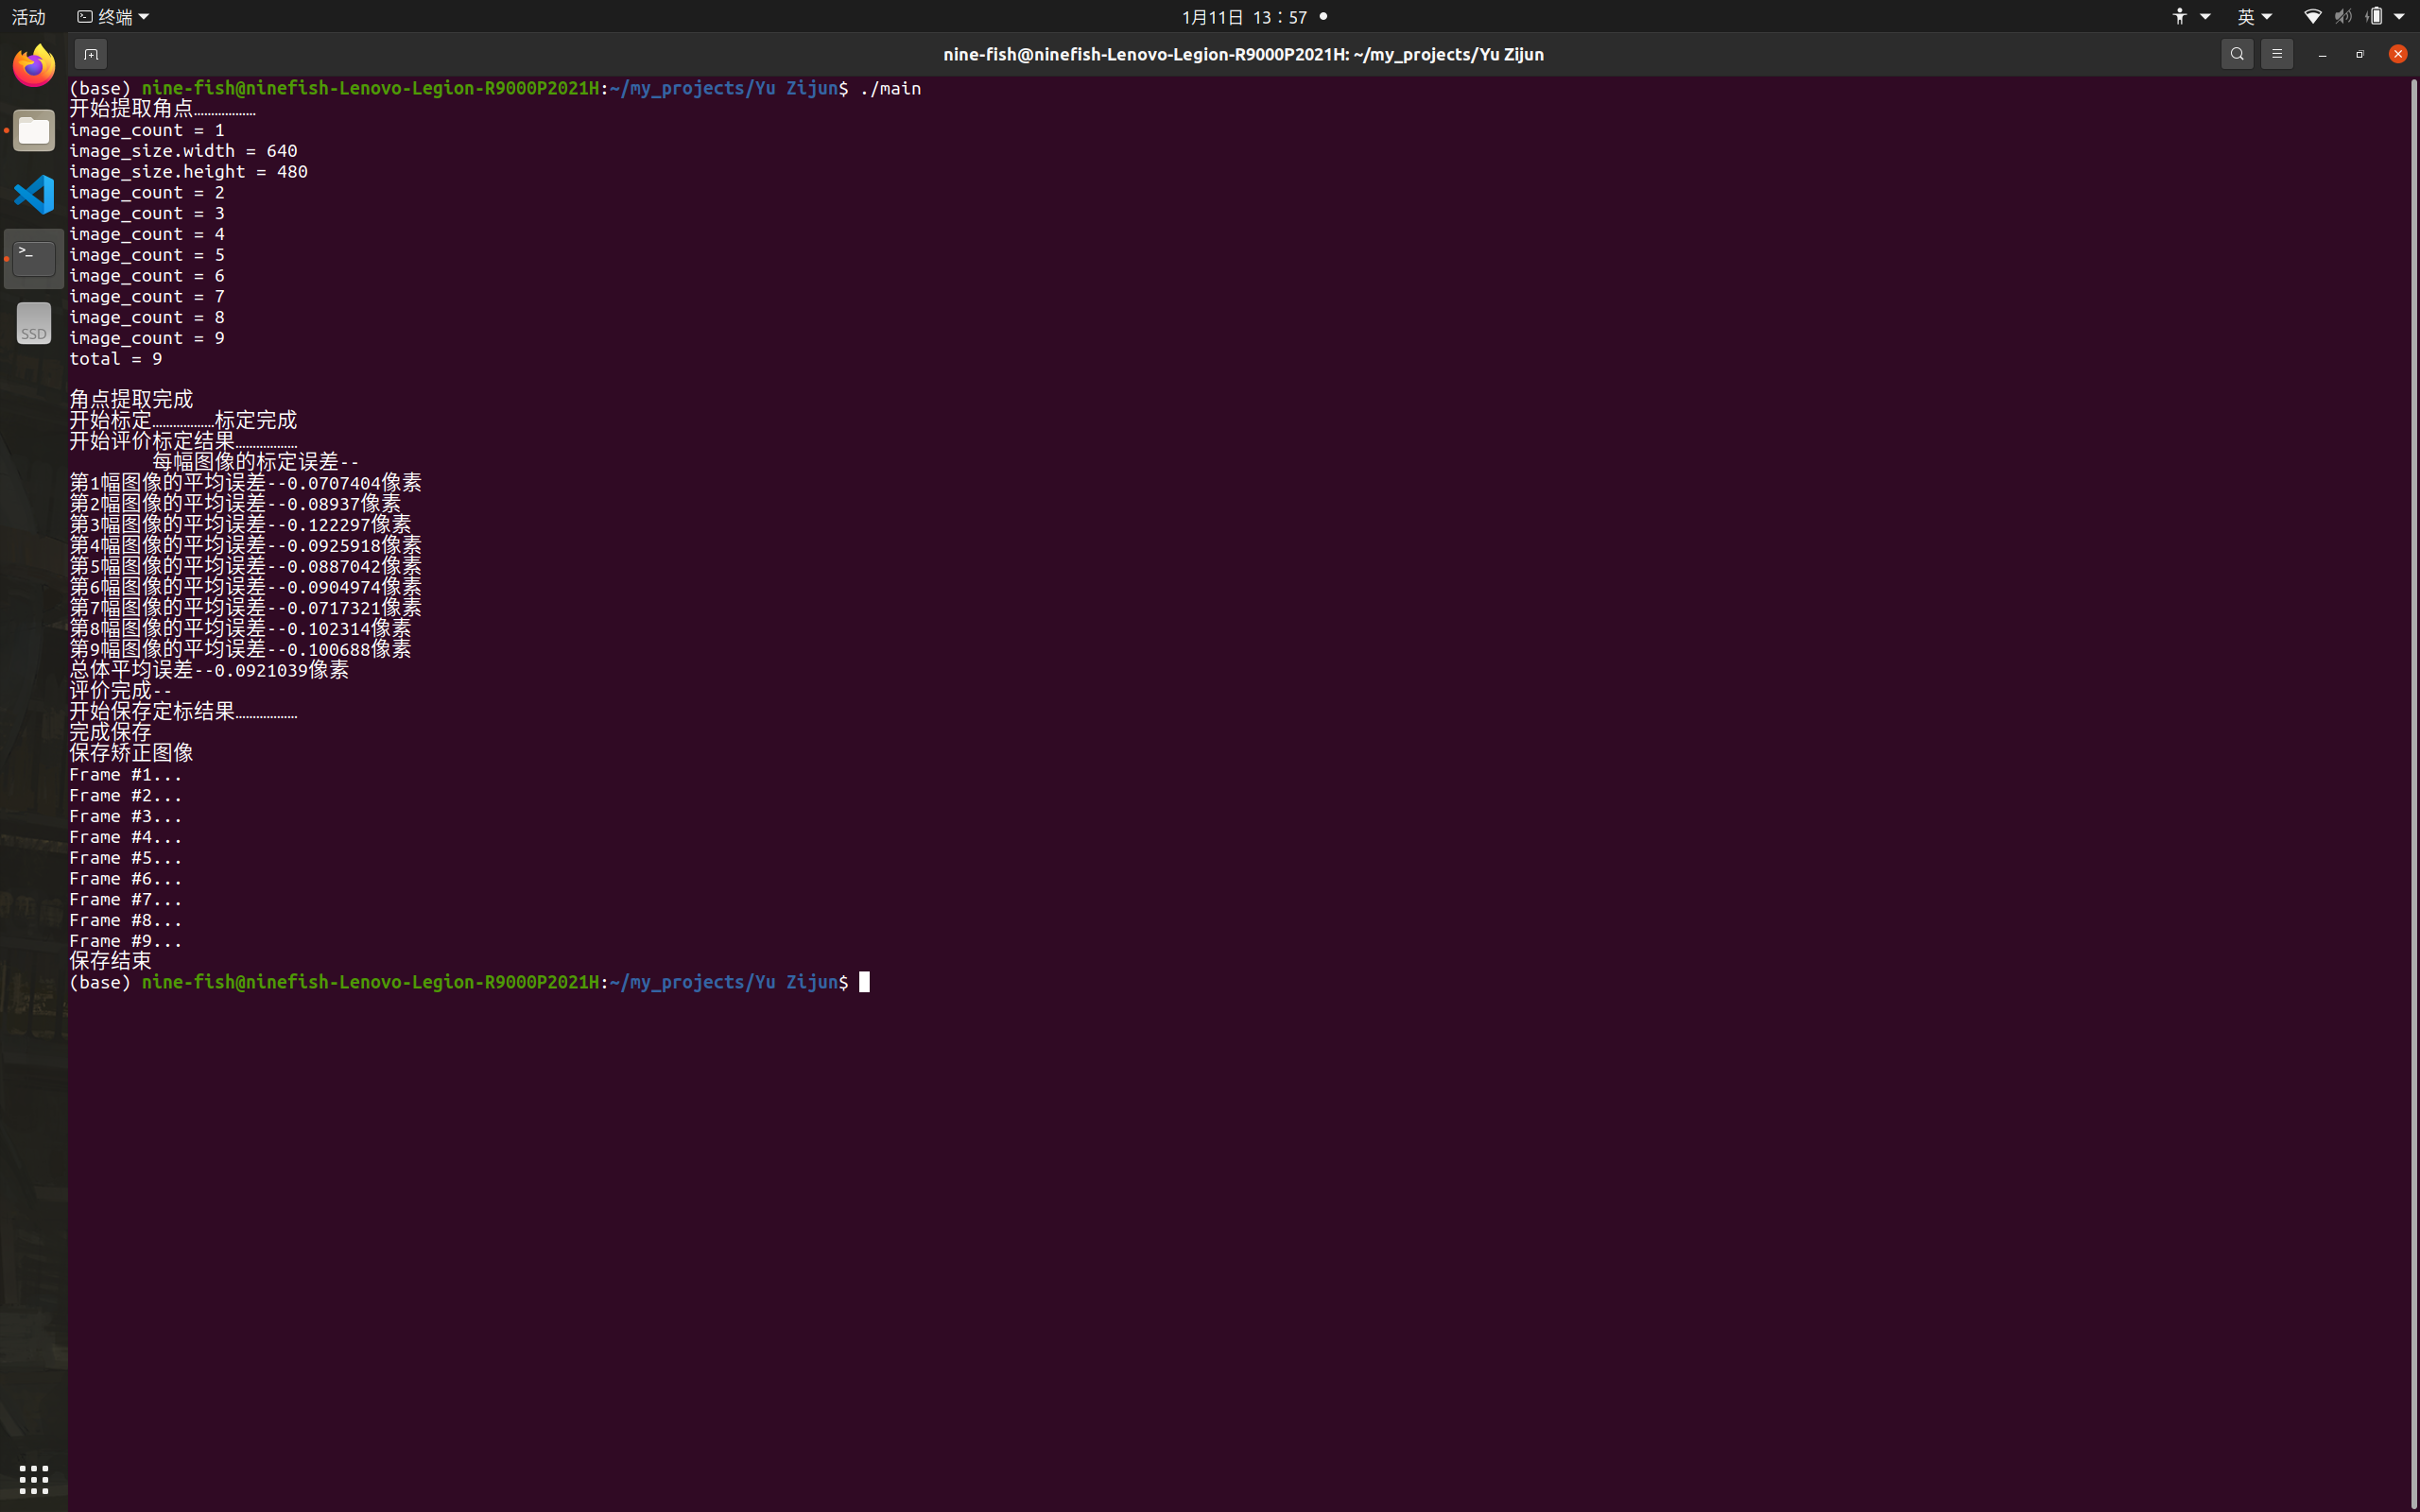 活动 终端 1月11日 13：57 英
nine-fish@ninefish-Lenovo-Legion-R9000P2021H: ~/my_projects/Yu Zijun
(base) nine-fish@ninefish-Lenovo-Legion-R9000P2021H:~/my_projects/Yu Zijun$ ./main
开始提取角点………………
image_count = 1
image_size.width = 640
image_size.height = 480
image_count = 2
image_count = 3
image_count = 4
image_count = 5
image_count = 6
image_count = 7
image_count = 8
image_count = 9
total = 9
角点提取完成
开始标定………………标定完成
开始评价标定结果………………
每幅图像的标定误差--
第1幅图像的平均误差--0.0707404像素
第2幅图像的平均误差--0.08937像素
第3幅图像的平均误差--0.122297像素
第4幅图像的平均误差--0.0925918像素
第5幅图像的平均误差--0.0887042像素
第6幅图像的平均误差--0.0904974像素
第7幅图像的平均误差--0.0717321像素
第8幅图像的平均误差--0.102314像素
第9幅图像的平均误差--0.100688像素
总体平均误差--0.0921039像素
评价完成--
开始保存定标结果………………
完成保存
保存矫正图像
Frame #1...
Frame #2...
Frame #3...
Frame #4...
Frame #5...
Frame #6...
Frame #7...
Frame #8...
Frame #9...
保存结束
(base) nine-fish@ninefish-Lenovo-Legion-R9000P2021H:~/my_projects/Yu Zijun$
SSD